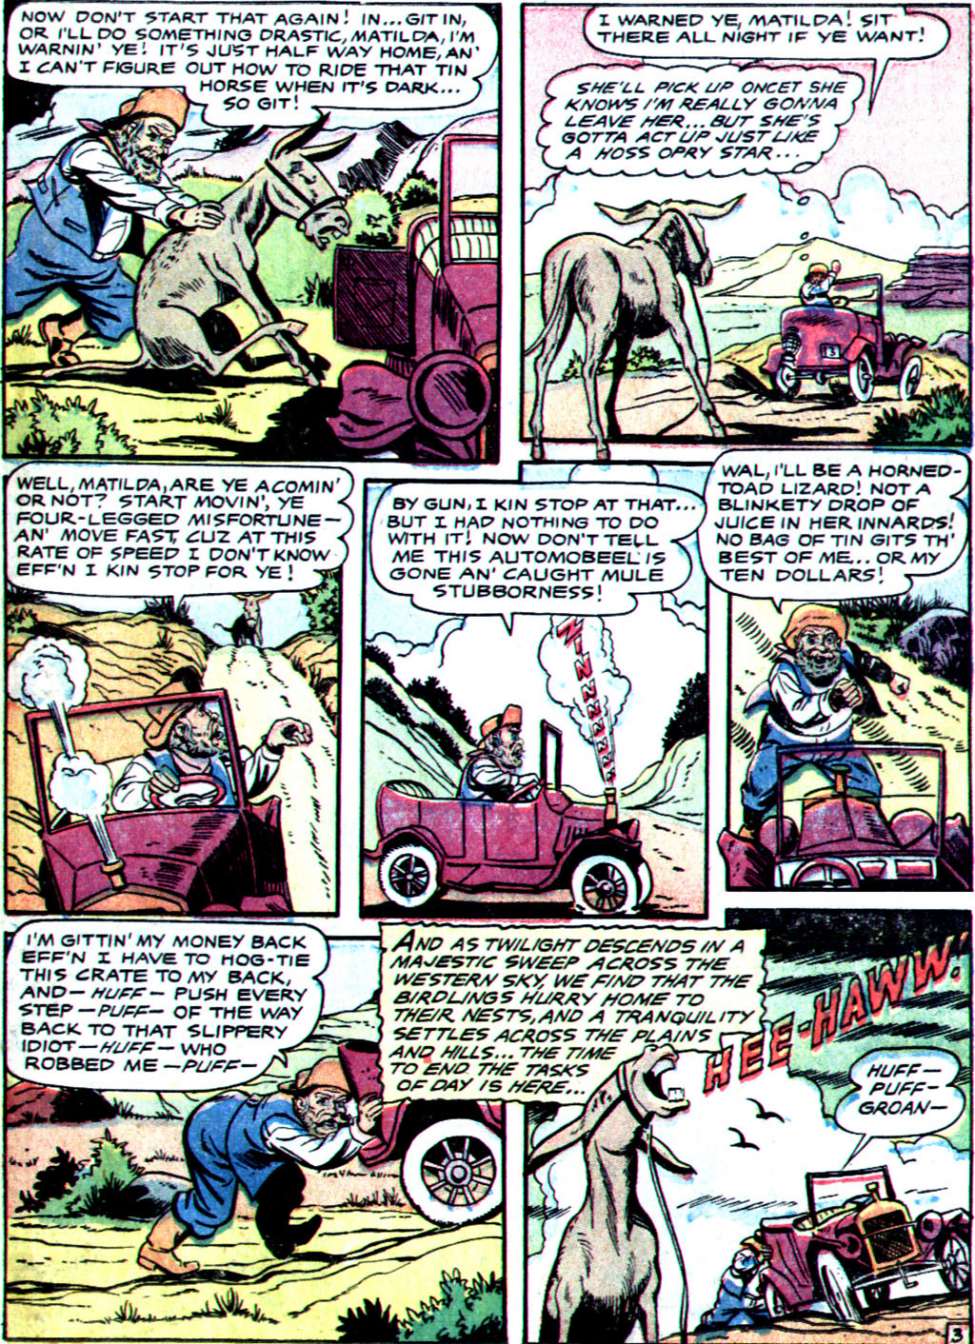 NOW DON'T START THAT AGAIN! IN...GIT IN,
OR I'LL DO SOMETHING DRASTIC, MATILDA, I'M
WARNIN' YE! IT'S JUST HALF WAY HOME, AN'
I CAN'T FIGURE OUT HOW TO RIDE THAT TIN
HORSE WHEN IT'S DARK...
SO GIT!
I WARNED YE, MATILDA! SIT
THERE ALL NIGHT IF YE WANT!
SHE'LL PICK UP ONCET SHE
KNOWS I'M REALLY GONNA
LEAVE HER...BUT SHE'S
GOTTA ACT UP JUST LIKE
A HOSS OPRY STAR...
3
WELL, MATILDA, ARE YE ACOMIN'
OR NOT? START MOVIN', YE
FOUR-LEGGED MISFORTUNE—
AN' MOVE FAST, CUZ AT THIS
RATE OF SPEED I DON'T KNOW
EFF'N I KIN STOP FOR YE!
BY GUN, I KIN STOP AT THAT...
BUT I HAD NOTHING TO DO
WITH IT! NOW DON'T TELL
ME THIS AUTOMOBEEL IS
GONE AN' CAUGHT MULE
STUBBORNESS!
ZINNNNNNN
WAL, I'LL BE A HORNED-
TOAD LIZARD! NOT A
BLINKETY DROP OF
JUICE IN HER INNARDS!
NO BAG OF TIN GITS TH'
BEST OF ME... OR MY
TEN DOLLARS!
I'M GITTIN' MY MONEY BACK
EFF'N I HAVE TO HOG-TIE
THIS CRATE TO MY BACK,
AND—HUFF—PUSH EVERY
STEP—PUFF—OF THE WAY
BACK TO THAT SLIPPERY
IDIOT—HUFF—WHO
ROBBED ME—PUFF—
AND AS TWILIGHT DESCENDS IN A
MAJESTIC SWEEP ACROSS THE
WESTERN SKY, WE FIND THAT THE
BIRDLINGS HURRY HOME TO
THEIR NESTS, AND A TRANQUILITY
SETTLES ACROSS THE PLAINS
AND HILLS... THE TIME
TO END THE TASKS
OF DAY IS HERE...
HEE-HAWW!
HUFF—
PUFF—
GROAN—
3